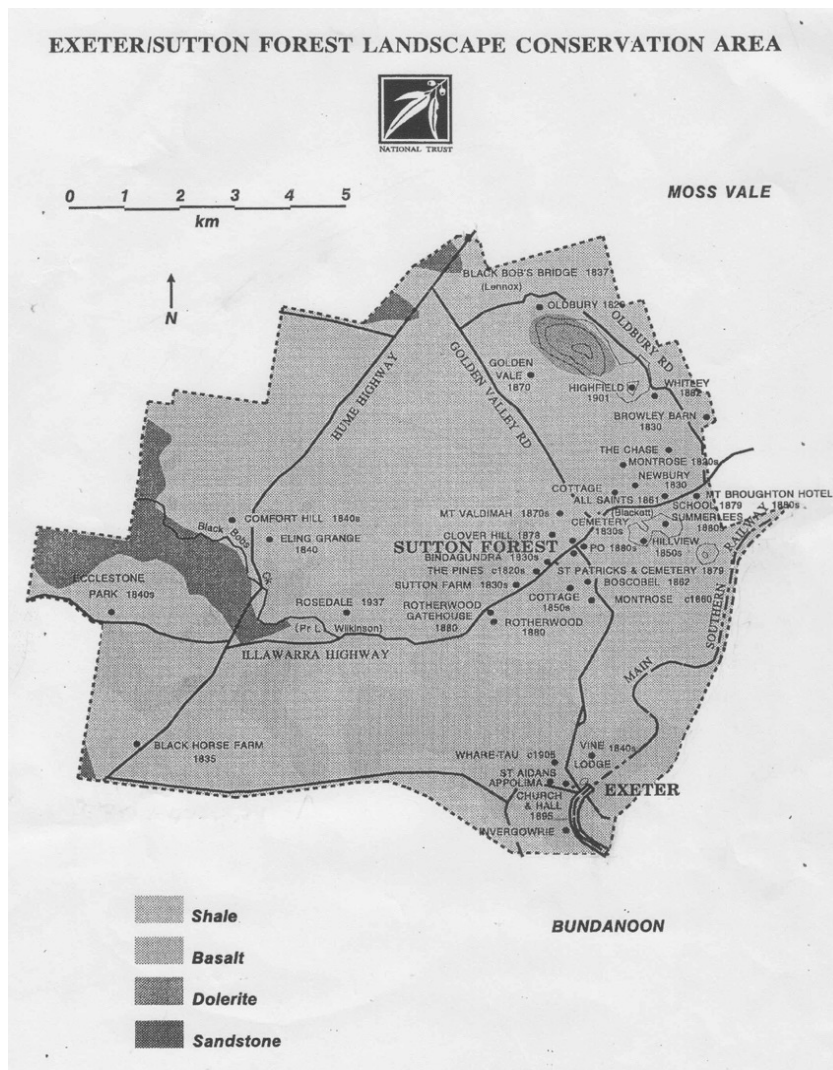 EXETER/SUTTON FOREST LANDSCAPE CONSERVATION AREA
NATIONAL TRUST
0 1 2 3 4 5
km
MOSS VALE
N
BLACK BOB'S BRIDGE 1837
(Lennox)
OLDBURY 1826
OLDBURY RD
HUME HIGHWAY
GOLDEN VALLEY RD
GOLDEN
VALE
1870
HIGHFIELD
1901
WHITLEY
1882
BROWLEY BARN
1830
THE CHASE
MONTROSE 1830s
NEWBURY
1830
COTTAGE
ALL SAINTS 1861
(Blackett)
MT BROUGHTON HOTEL
SCHOOL 1879 1880s
CEMETERY
1830s
SUMMERLEES
1880s
HILLVIEW
1850s
RAILWAY
MT VALDIMAH 1870s
CLOVER HILL 1878
SUTTON FOREST
PO 1880s
BINDAGUNDRA 1830s
THE PINES c1820s
ST PATRICKS & CEMETERY 1879
SUTTON FARM 1830s
BOSCOBEL 1862
COTTAGE
1850s
MONTROSE c1860
COMFORT HILL 1840s
Black Bobs
Ck
ELING GRANGE
1840
ECCLESTONE
PARK 1840s
ROSEDALE 1937
(Pr L. Wilkinson)
ROTHERWOOD
GATEHOUSE
1880
ROTHERWOOD
1880
ILLAWARRA HIGHWAY
SOUTHERN
MAIN
BLACK HORSE FARM
1835
WHARE-TAU c1905
VINE 1840s
LODGE
ST AIDANS
APPOLIMA
CHURCH
& HALL
1895
EXETER
INVERGOWRIE
Shale
Basalt
Dolerite
Sandstone
BUNDANOON